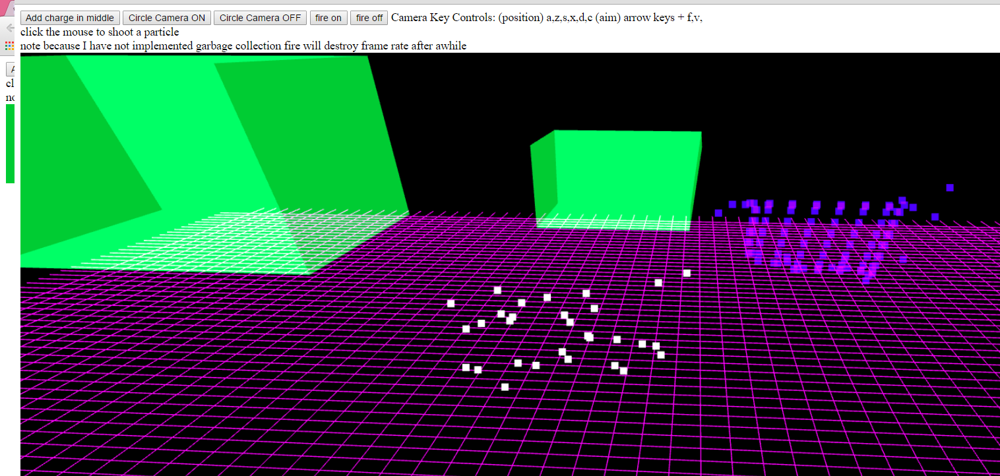 Add charge in middle Circle Camera ON Circle Camera OFF fire on fire off Camera Key Controls: (position) a,z,s,x,d,c (aim) arrow keys + f,v,
click the mouse to shoot a particle
note because I have not implemented garbage collection fire will destroy frame rate after awhile
A
cl
no